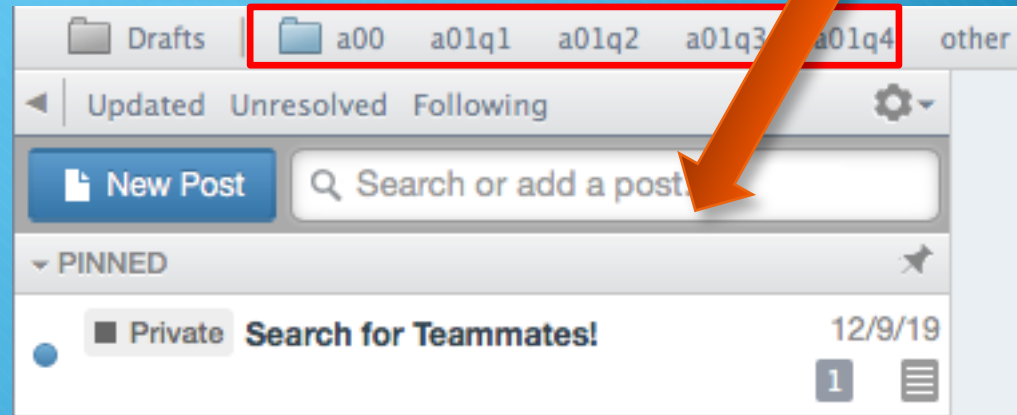 Drafts a00 a01q1 a01q2 a01q3 a01q4 other
Updated Unresolved Following
New Post Search or add a post
PINNED
Private Search for Teammates! 12/9/19
1